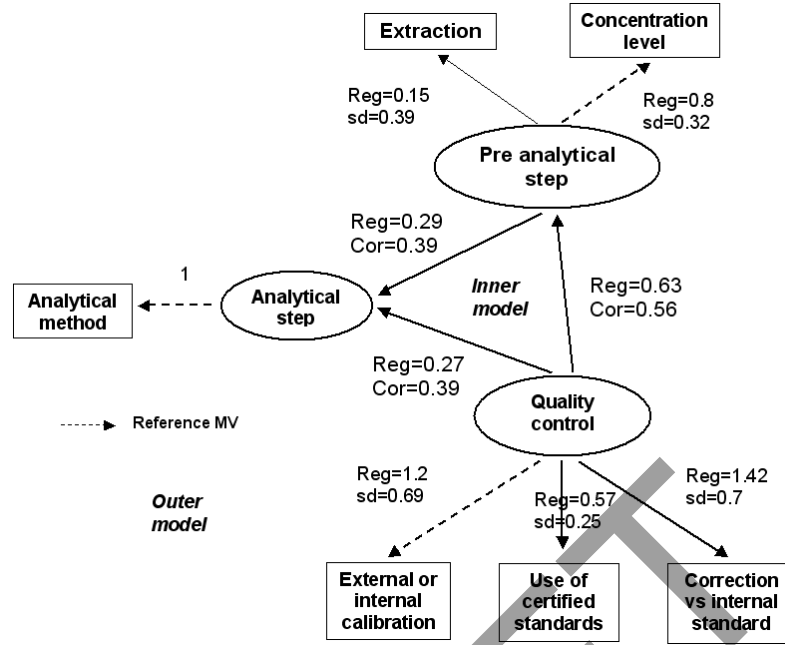 Extraction
Concentration
level
Reg=0.15
sd=0.39
Reg=0.8
sd=0.32
Pre analytical
step
Reg=0.29
Cor=0.39
1
Analytical
method
Analytical
step
Inner
model
Reg=0.63
Cor=0.56
Reg=0.27
Cor=0.39
Quality
control
Reference MV
Outer
model
Reg=1.2
sd=0.69
Reg=0.57
sd=0.25
Reg=1.42
sd=0.7
External or
internal
calibration
Use of
certified
standards
Correction
vs internal
standard